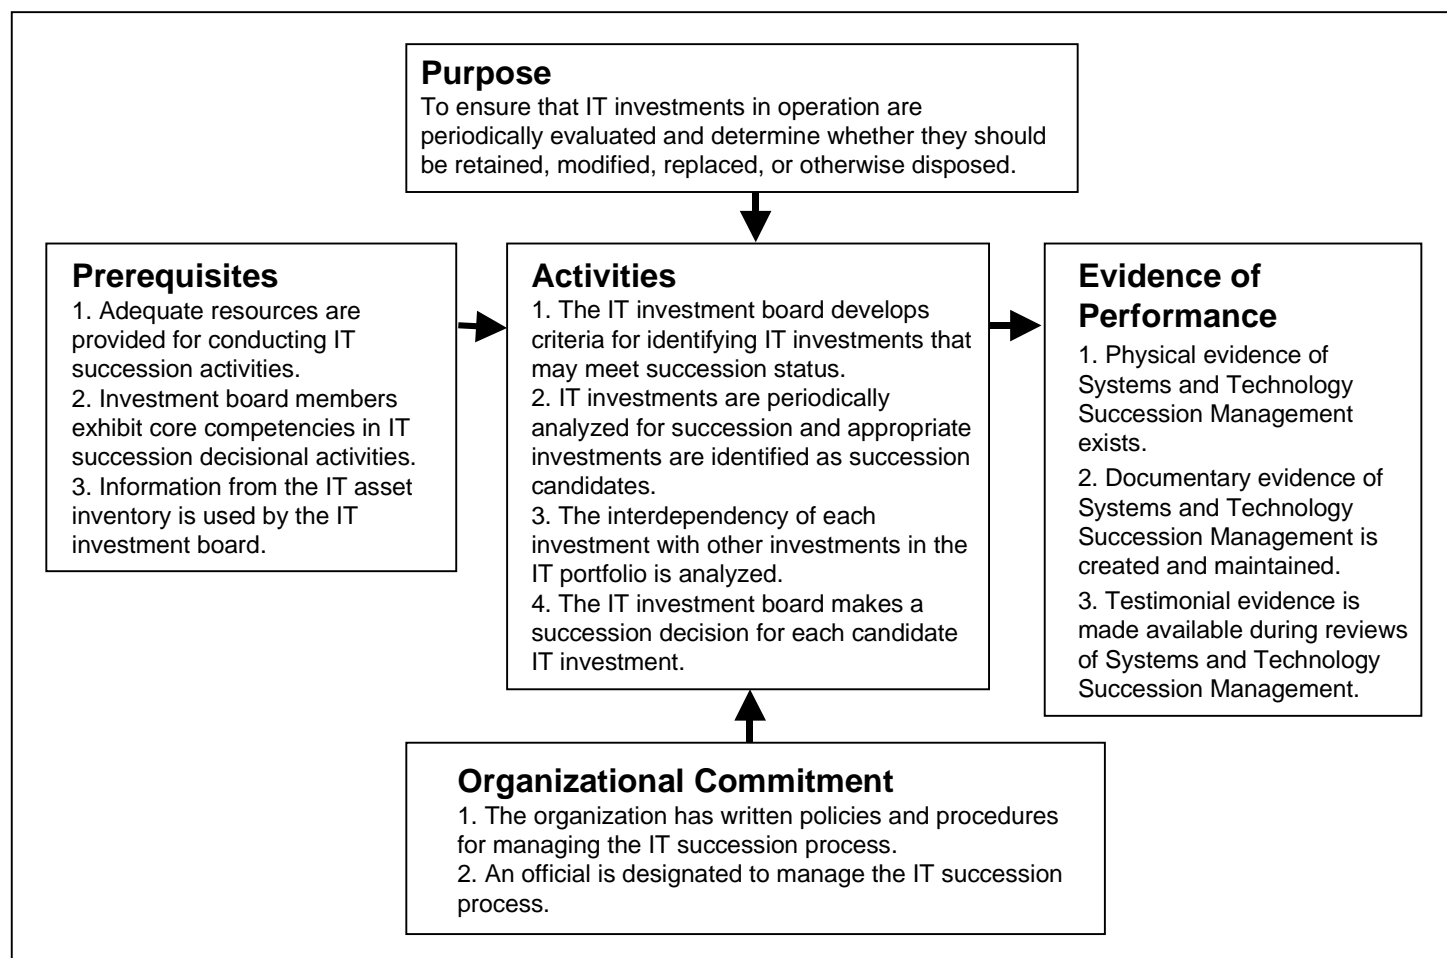 Purpose
To ensure that IT investments in operation are
periodically evaluated and determine whether they should
be retained, modified, replaced, or otherwise disposed.
Prerequisites
1. Adequate resources are
provided for conducting IT
succession activities.
2. Investment board members
exhibit core competencies in IT
succession decisional activities.
3. Information from the IT asset
inventory is used by the IT
investment board.
Activities
1. The IT investment board develops
criteria for identifying IT investments that
may meet succession status.
2. IT investments are periodically
analyzed for succession and appropriate
investments are identified as succession
candidates.
3. The interdependency of each
investment with other investments in the
IT portfolio is analyzed.
4. The IT investment board makes a
succession decision for each candidate
IT investment.
Evidence of
Performance
1. Physical evidence of
Systems and Technology
Succession Management
exists.
2. Documentary evidence of
Systems and Technology
Succession Management is
created and maintained.
3. Testimonial evidence is
made available during reviews
of Systems and Technology
Succession Management.
Organizational Commitment
1. The organization has written policies and procedures
for managing the IT succession process.
2. An official is designated to manage the IT succession
process.